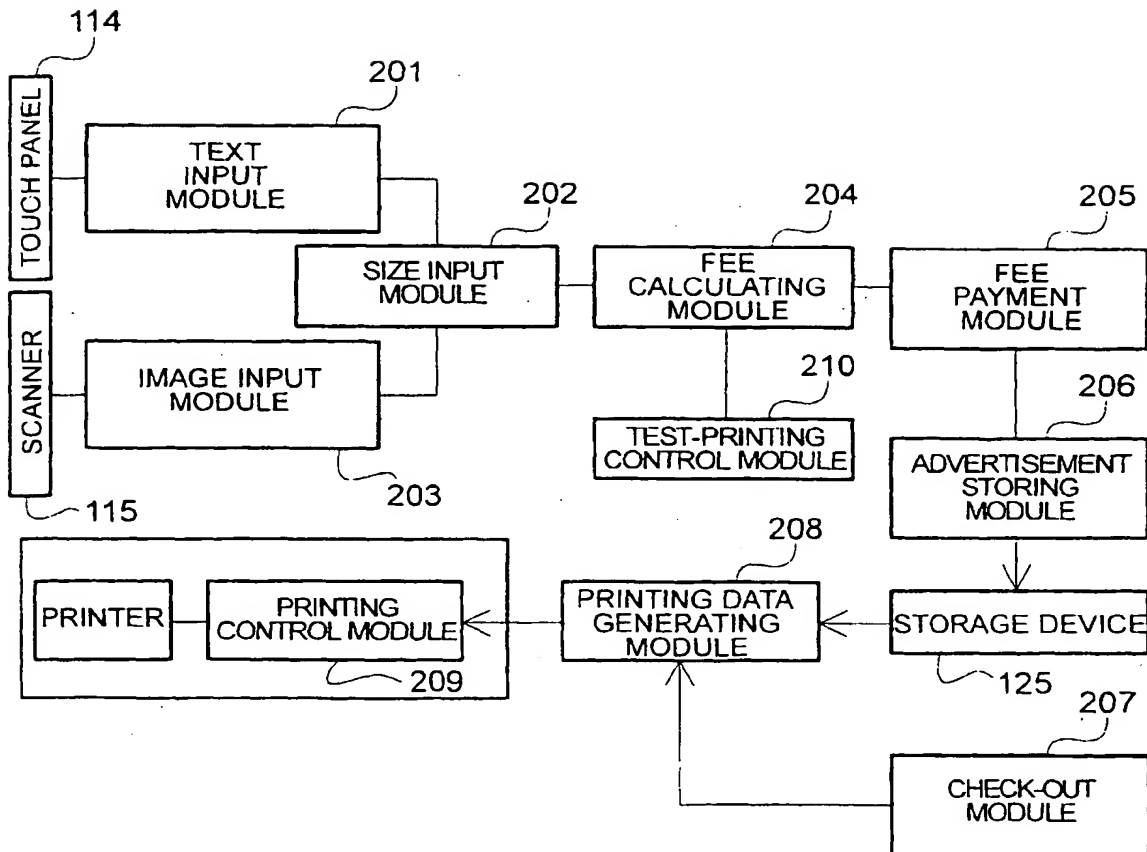 114
TOUCH PANEL
201
TEXT
INPUT
MODULE
202
SIZE INPUT
MODULE
204
FEE
CALCULATING
MODULE
205
FEE
PAYMENT
MODULE
SCANNER
115
IMAGE INPUT
MODULE
203
210
TEST-PRINTING
CONTROL MODULE
206
ADVERTISEMENT
STORING
MODULE
PRINTER
PRINTING
CONTROL MODULE
209
208
PRINTING DATA
GENERATING
MODULE
STORAGE DEVICE
125
207
CHECK-OUT
MODULE